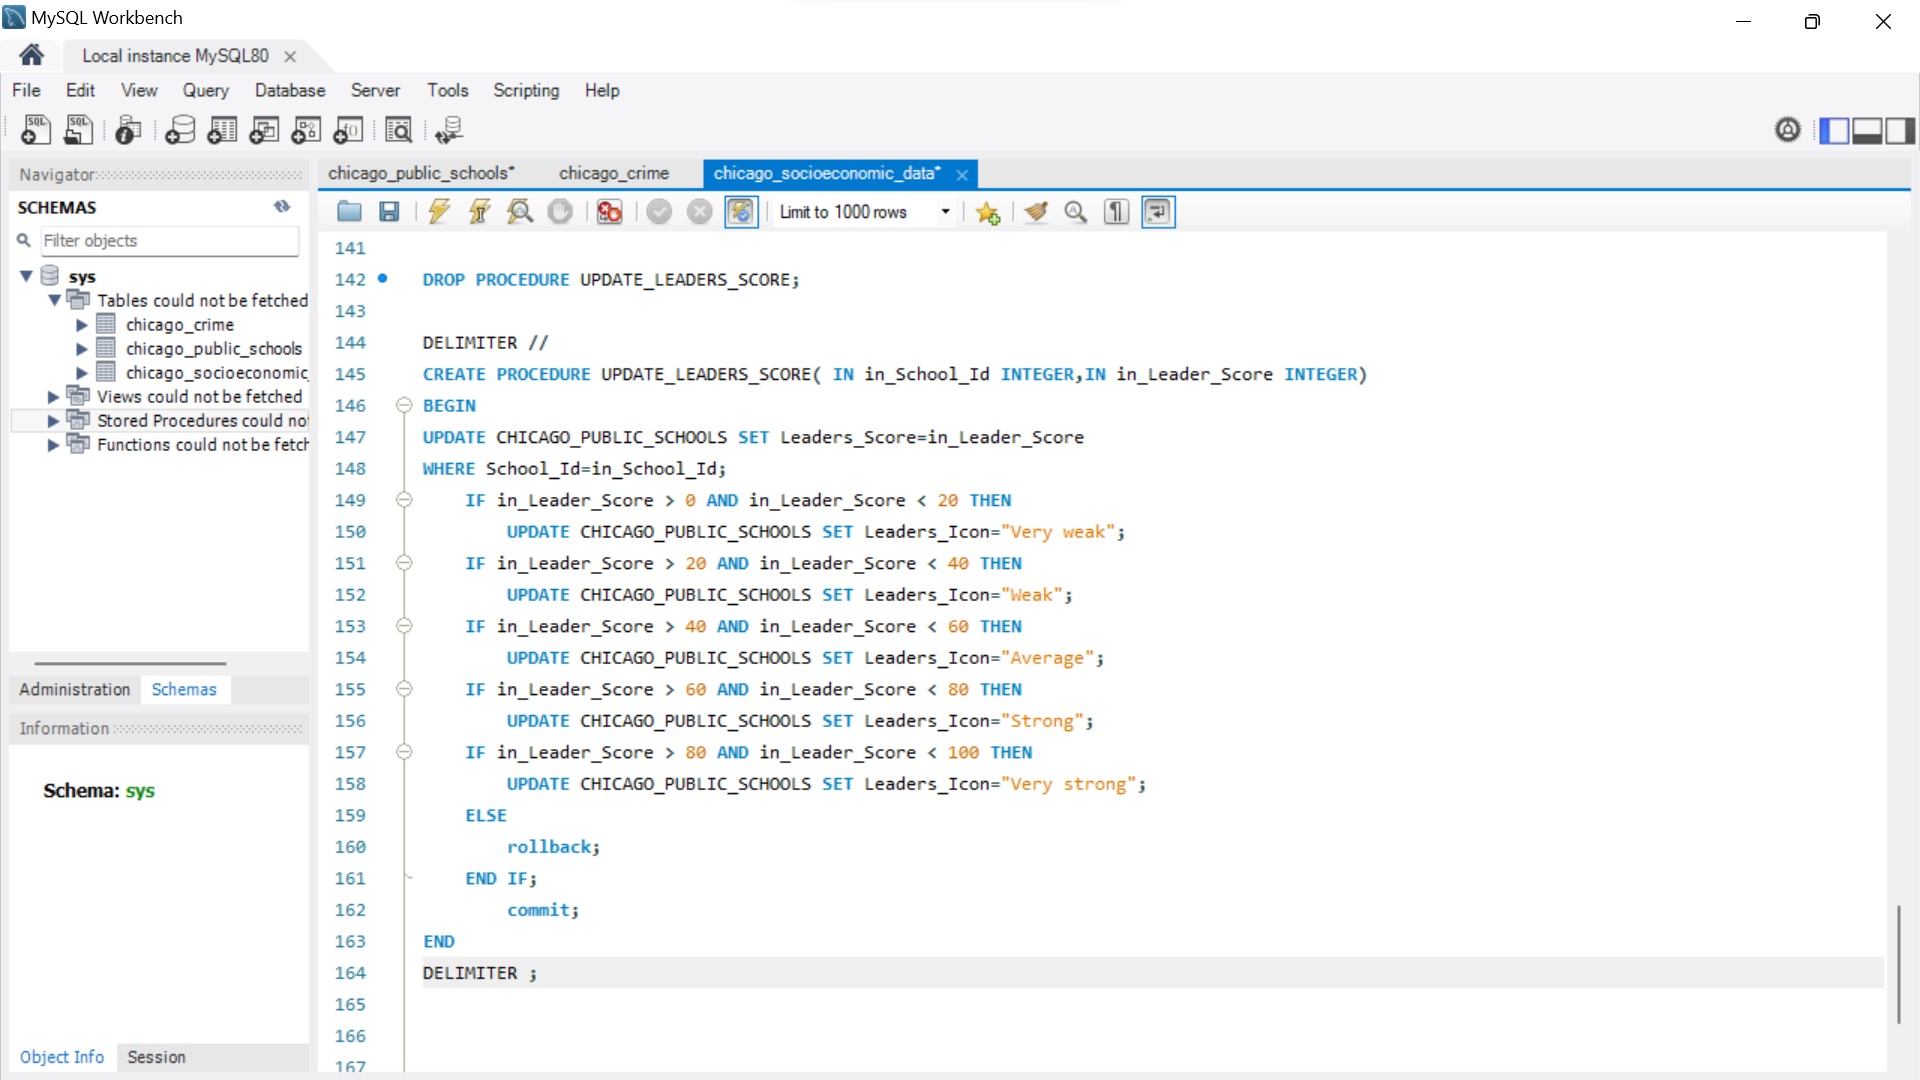 MySQL Workbench
Local instance MySQL80
File Edit View Query Database Server Tools Scripting Help
Navigator
SCHEMAS
Filter objects
sys
Tables could not be fetched
chicago_crime
chicago_public_schools
chicago_socioeconomic_
Views could not be fetched
Stored Procedures could not
Functions could not be fetch
Administration Schemas
Information
Schema: sys
Object Info Session
chicago_public_schools* chicago_crime chicago_socioeconomic_data*
Limit to 1000 rows
141
142 DROP PROCEDURE UPDATE_LEADERS_SCORE;
143
144 DELIMITER //
145 CREATE PROCEDURE UPDATE_LEADERS_SCORE( IN in_School_Id INTEGER,IN in_Leader_Score INTEGER)
146 BEGIN
147 UPDATE CHICAGO_PUBLIC_SCHOOLS SET Leaders_Score=in_Leader_Score
148 WHERE School_Id=in_School_Id;
149 IF in_Leader_Score > 0 AND in_Leader_Score < 20 THEN
150 UPDATE CHICAGO_PUBLIC_SCHOOLS SET Leaders_Icon="Very weak";
151 IF in_Leader_Score > 20 AND in_Leader_Score < 40 THEN
152 UPDATE CHICAGO_PUBLIC_SCHOOLS SET Leaders_Icon="Weak";
153 IF in_Leader_Score > 40 AND in_Leader_Score < 60 THEN
154 UPDATE CHICAGO_PUBLIC_SCHOOLS SET Leaders_Icon="Average";
155 IF in_Leader_Score > 60 AND in_Leader_Score < 80 THEN
156 UPDATE CHICAGO_PUBLIC_SCHOOLS SET Leaders_Icon="Strong";
157 IF in_Leader_Score > 80 AND in_Leader_Score < 100 THEN
158 UPDATE CHICAGO_PUBLIC_SCHOOLS SET Leaders_Icon="Very strong";
159 ELSE
160 rollback;
161 END IF;
162 commit;
163 END
164 DELIMITER ;
165
166
167